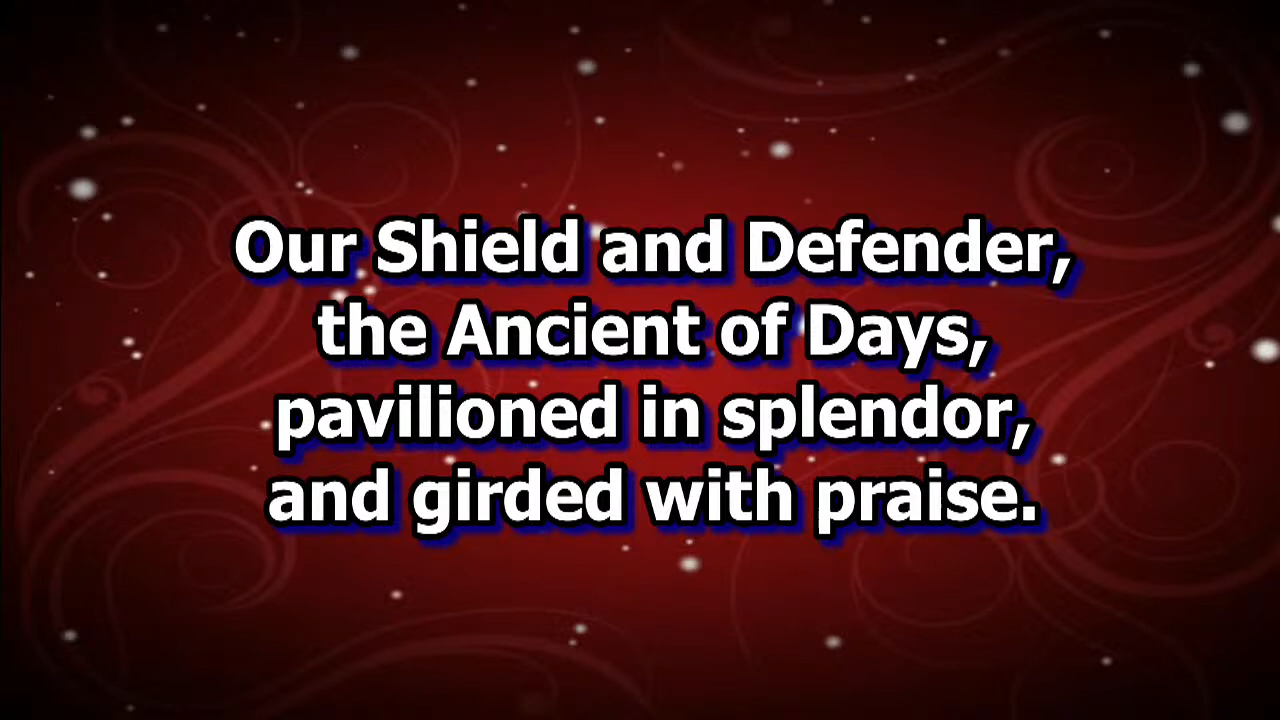 Our Shield and Defender,
the Ancient of Days,
pavilioned in splendor,
and girded with praise.